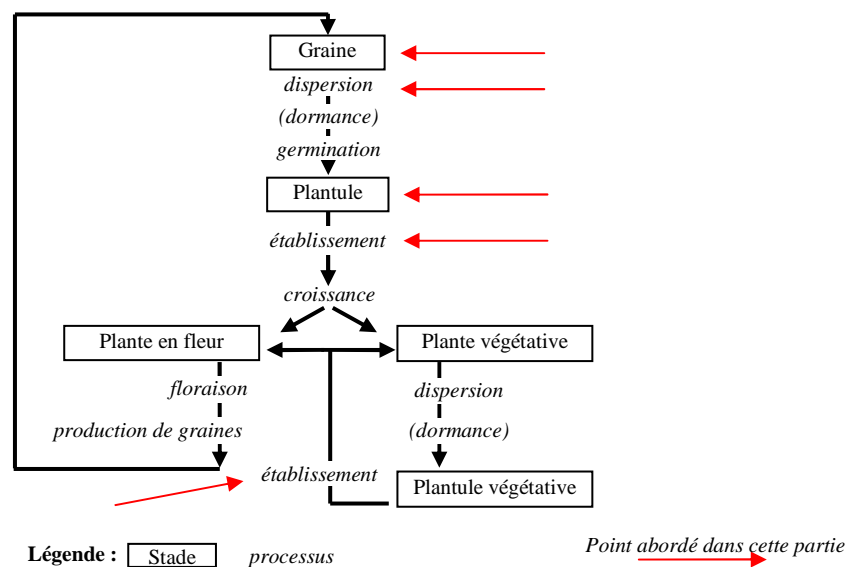 Graine
dispersion
(dormance)
germination
Plantule
établissement
croissance
Plante en fleur
Plante végétative
floraison
dispersion
production de graines
(dormance)
établissement
Plantule végétative
Légende : Stade processus
Point abordé dans cette partie